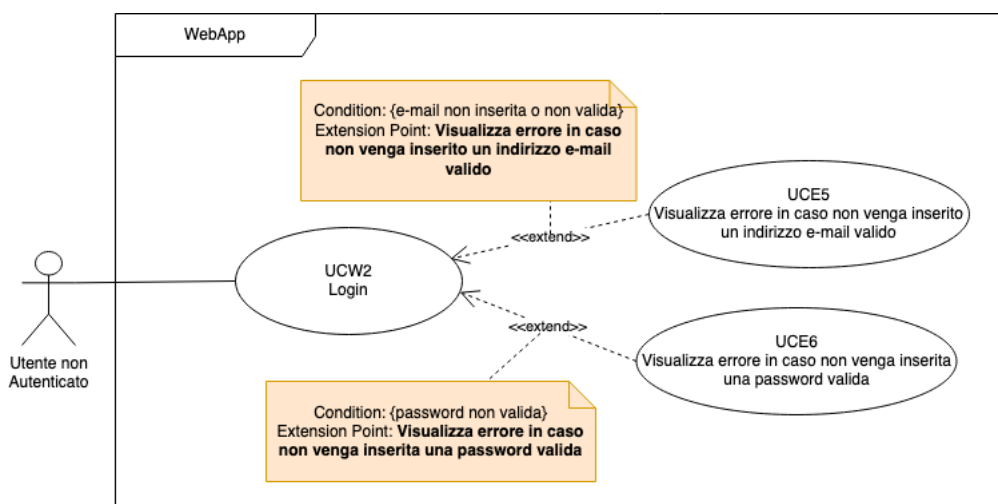 WebApp
Condition: {e-mail non inserita o non valida}
Extension Point: Visualizza errore in caso
non venga inserito un indirizzo e-mail
valido
UCE5
Visualizza errore in caso non venga inserito
un indirizzo e-mail valido
<<extend>>
UCW2
Login
<<extend>>
UCE6
Visualizza errore in caso non venga inserita
una password valida
Utente non
Autenticato
Condition: {password non valida}
Extension Point: Visualizza errore in caso
non venga inserita una password valida